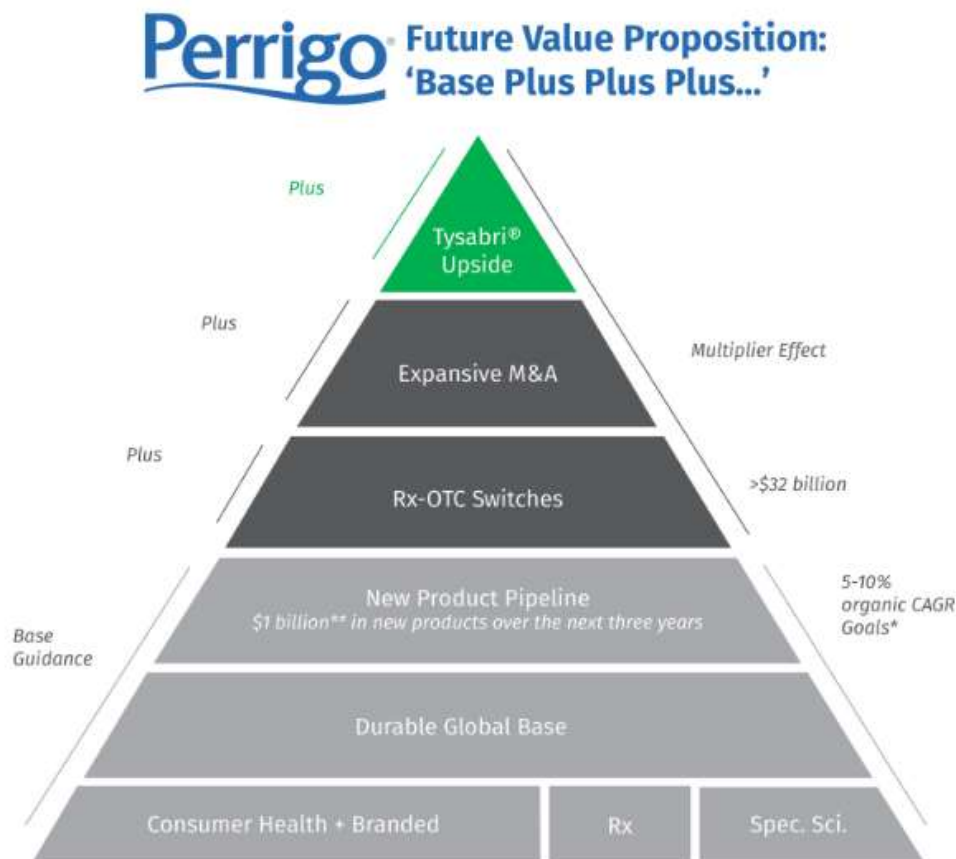 Perrigo® Future Value Proposition:
‘Base Plus Plus Plus...’
Plus
Tysabri®
Upside
Plus
Expansive M&A
Multiplier Effect
Plus
Rx-OTC Switches
>$32 billion
New Product Pipeline
$1 billion** in new products over the next three years
5-10%
organic CAGR
Goals*
Base
Guidance
Durable Global Base
Consumer Health + Branded
Rx
Spec. Sci.